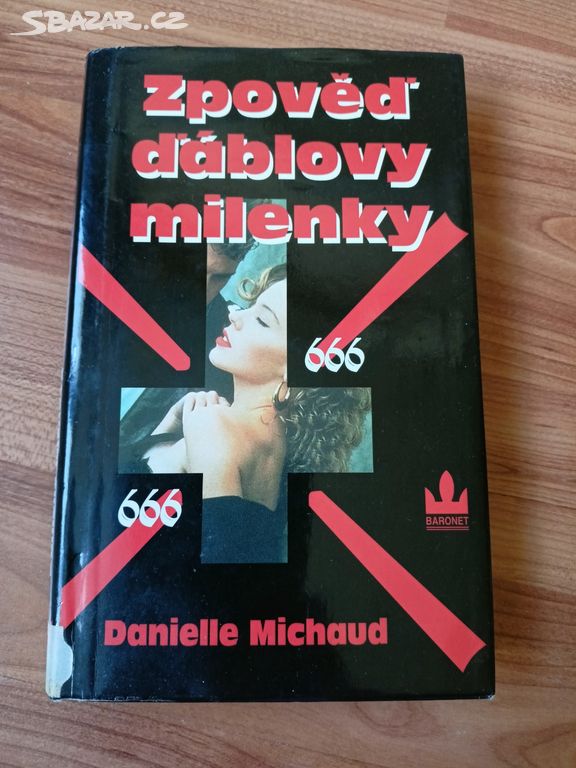 SBAZAR.CZ
Zpověď
ďáblovy
milenky
666
666
BARONET
Danielle Michaud